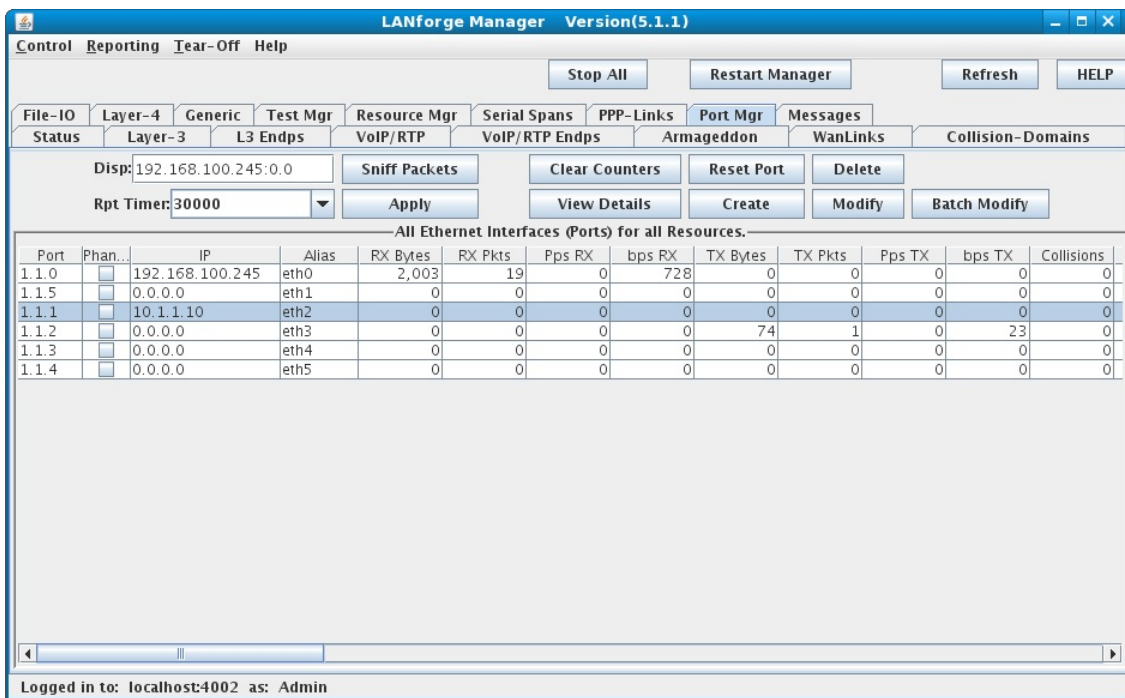 LANforge Manager Version(5.1.1)
Control Reporting Tear-Off Help
Stop All Restart Manager Refresh HELP
File-IO Layer-4 Generic Test Mgr Resource Mgr Serial Spans PPP-Links Port Mgr Messages
Status Layer-3 L3 Endps VoIP/RTP VoIP/RTP Endps Armageddon WanLinks Collision-Domains
Disp: 192.168.100.245:0.0 Sniff Packets Clear Counters Reset Port Delete
Rpt Timer: 30000 Apply View Details Create Modify Batch Modify
All Ethernet Interfaces (Ports) for all Resources.
Port Phan... IP Alias RX Bytes RX Pkts Pps RX bps RX TX Bytes TX Pkts Pps TX bps TX Collisions
1.1.0 192.168.100.245 eth0 2,003 19 0 728 0 0 0 0 0
1.1.5 0.0.0.0 eth1 0 0 0 0 0 0 0 0 0
1.1.1 10.1.1.10 eth2 0 0 0 0 0 0 0 0 0
1.1.2 0.0.0.0 eth3 0 0 0 0 74 1 0 23 0
1.1.3 0.0.0.0 eth4 0 0 0 0 0 0 0 0 0
1.1.4 0.0.0.0 eth5 0 0 0 0 0 0 0 0 0
Logged in to: localhost:4002 as: Admin